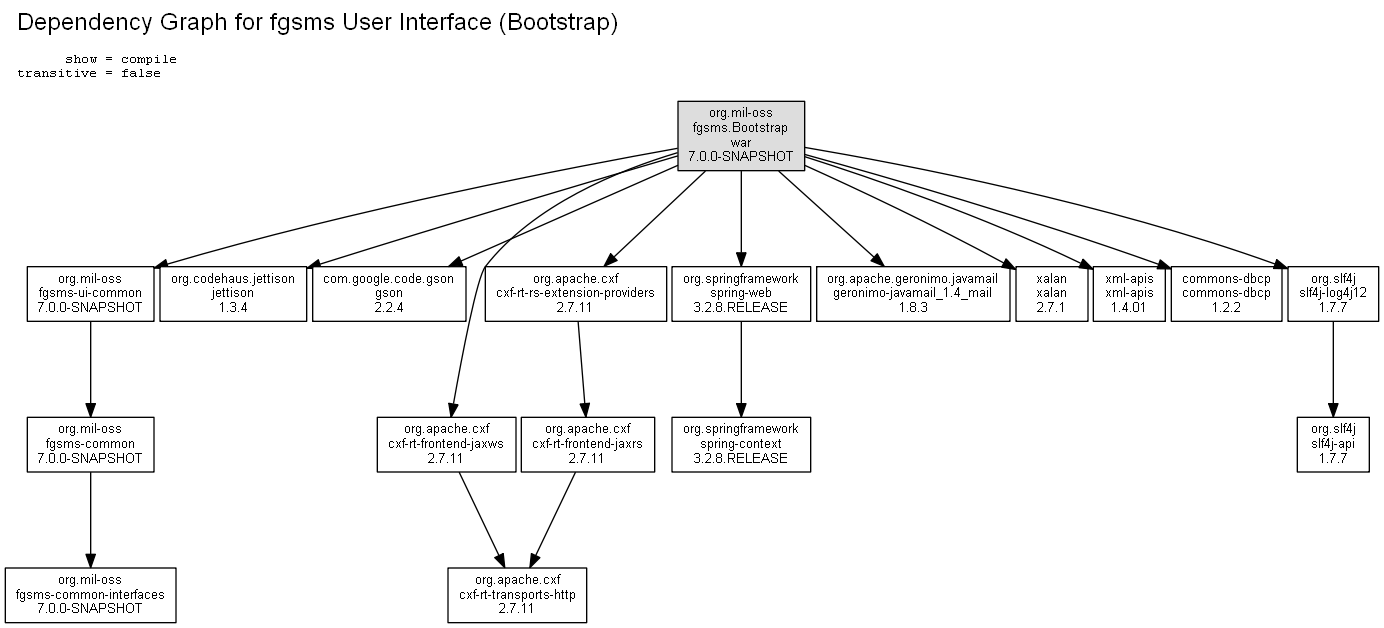 Dependency Graph for fgsms User Interface (Bootstrap)
show = compile
transitive = false
org.mil-oss
fgsms.Bootstrap
war
7.0.0-SNAPSHOT
org.mil-oss
fgsms-ui-common
7.0.0-SNAPSHOT
org.codehaus.jettison
jettison
1.3.4
com.google.code.gson
gson
2.2.4
org.apache.cxf
cxf-rt-rs-extension-providers
2.7.11
org.springframework
spring-web
3.2.8.RELEASE
org.apache.geronimo.javamail
geronimo-javamail_1.4_mail
1.8.3
xalan
xalan
2.7.1
xml-apis
xml-apis
1.4.01
commons-dbcp
commons-dbcp
1.2.2
org.slf4j
slf4j-log4j12
1.7.7
org.mil-oss
fgsms-common
7.0.0-SNAPSHOT
org.apache.cxf
cxf-rt-frontend-jaxws
2.7.11
org.apache.cxf
cxf-rt-frontend-jaxrs
2.7.11
org.springframework
spring-context
3.2.8.RELEASE
org.slf4j
slf4j-api
1.7.7
org.mil-oss
fgsms-common-interfaces
7.0.0-SNAPSHOT
org.apache.cxf
cxf-rt-transports-http
2.7.11